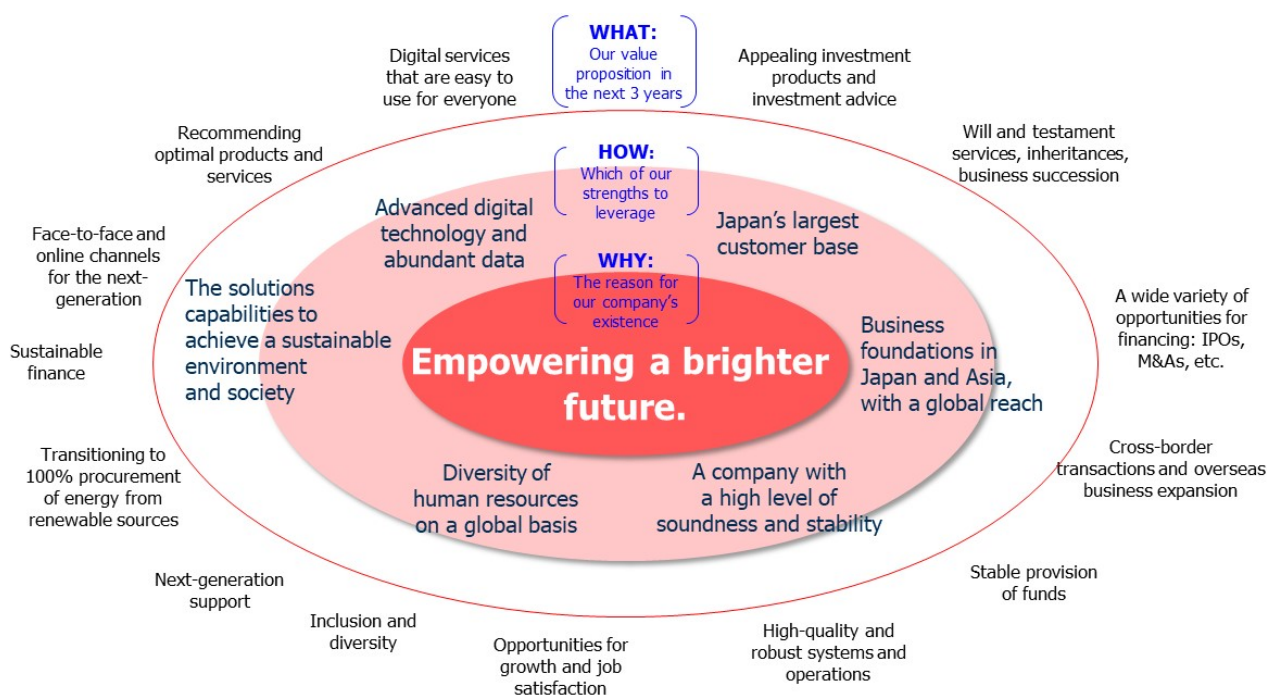 WHAT:
Our value
proposition in
the next 3 years
Digital services
that are easy to
use for everyone
Appealing investment
products and
investment advice
Recommending
optimal products and
services
Will and testament
services, inheritances,
business succession
HOW:
Which of our
strengths to
leverage
Advanced digital
technology and
abundant data
Japan's largest
customer base
Face-to-face and
online channels
for the next-
generation
WHY:
The reason for
our company's
existence
The solutions
capabilities to
achieve a sustainable
environment
and society
Empowering a brighter
future.
Business
foundations in
Japan and Asia,
with a global reach
A wide variety of
opportunities for
financing: IPOs,
M&As, etc.
Sustainable
finance
Transitioning to
100% procurement
of energy from
renewable sources
Diversity of
human resources
on a global basis
A company with
a high level of
soundness and stability
Cross-border
transactions and overseas
business expansion
Next-generation
support
Inclusion and
diversity
Opportunities for
growth and job
satisfaction
High-quality and
robust systems and
operations
Stable provision
of funds